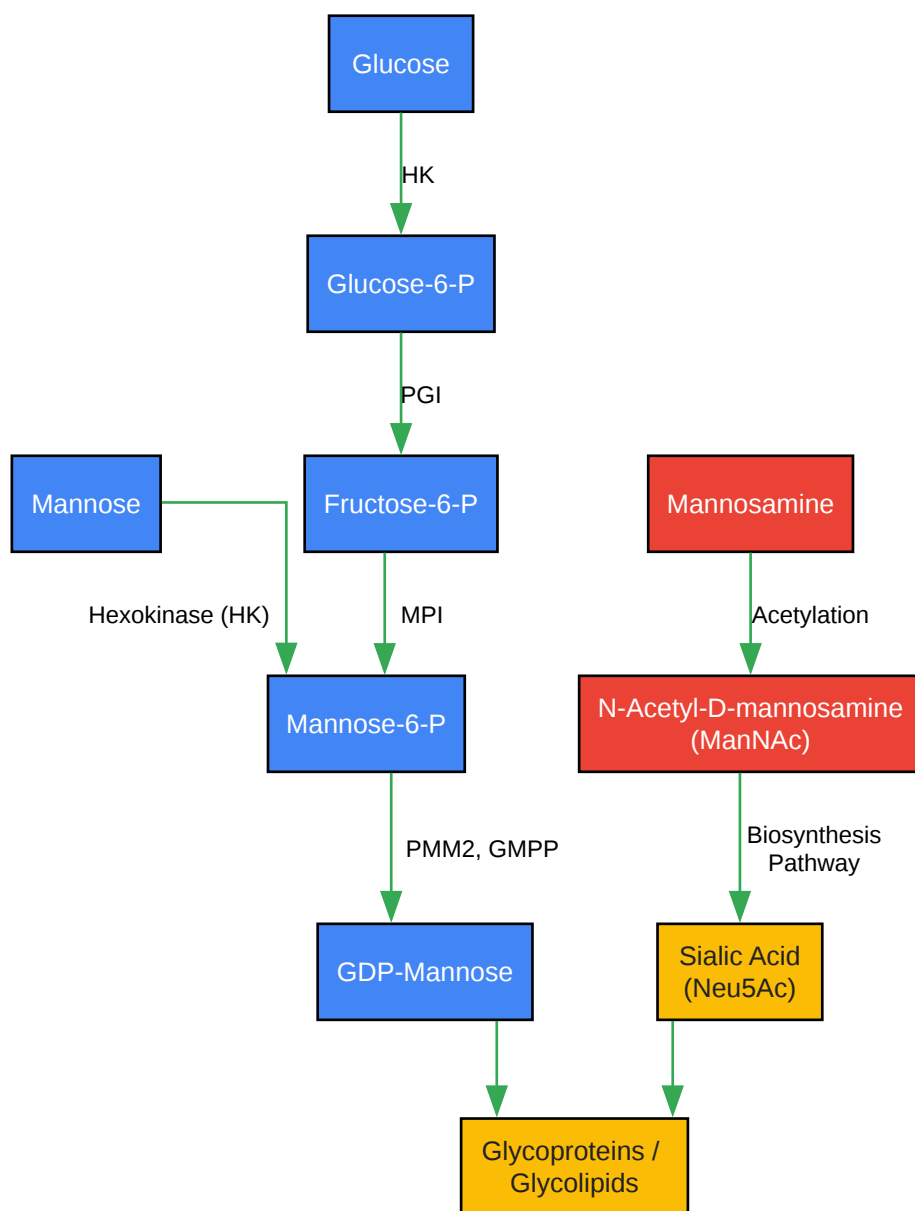 Glucose
HK
Glucose-6-P
PGI
Mannose
Fructose-6-P
Mannosamine
Hexokinase (HK)
MPI
Acetylation
Mannose-6-P
N-Acetyl-D-mannosamine
(ManNAc)
PMM2, GMPP
Biosynthesis
Pathway
GDP-Mannose
Sialic Acid
(Neu5Ac)
Glycoproteins /
Glycolipids